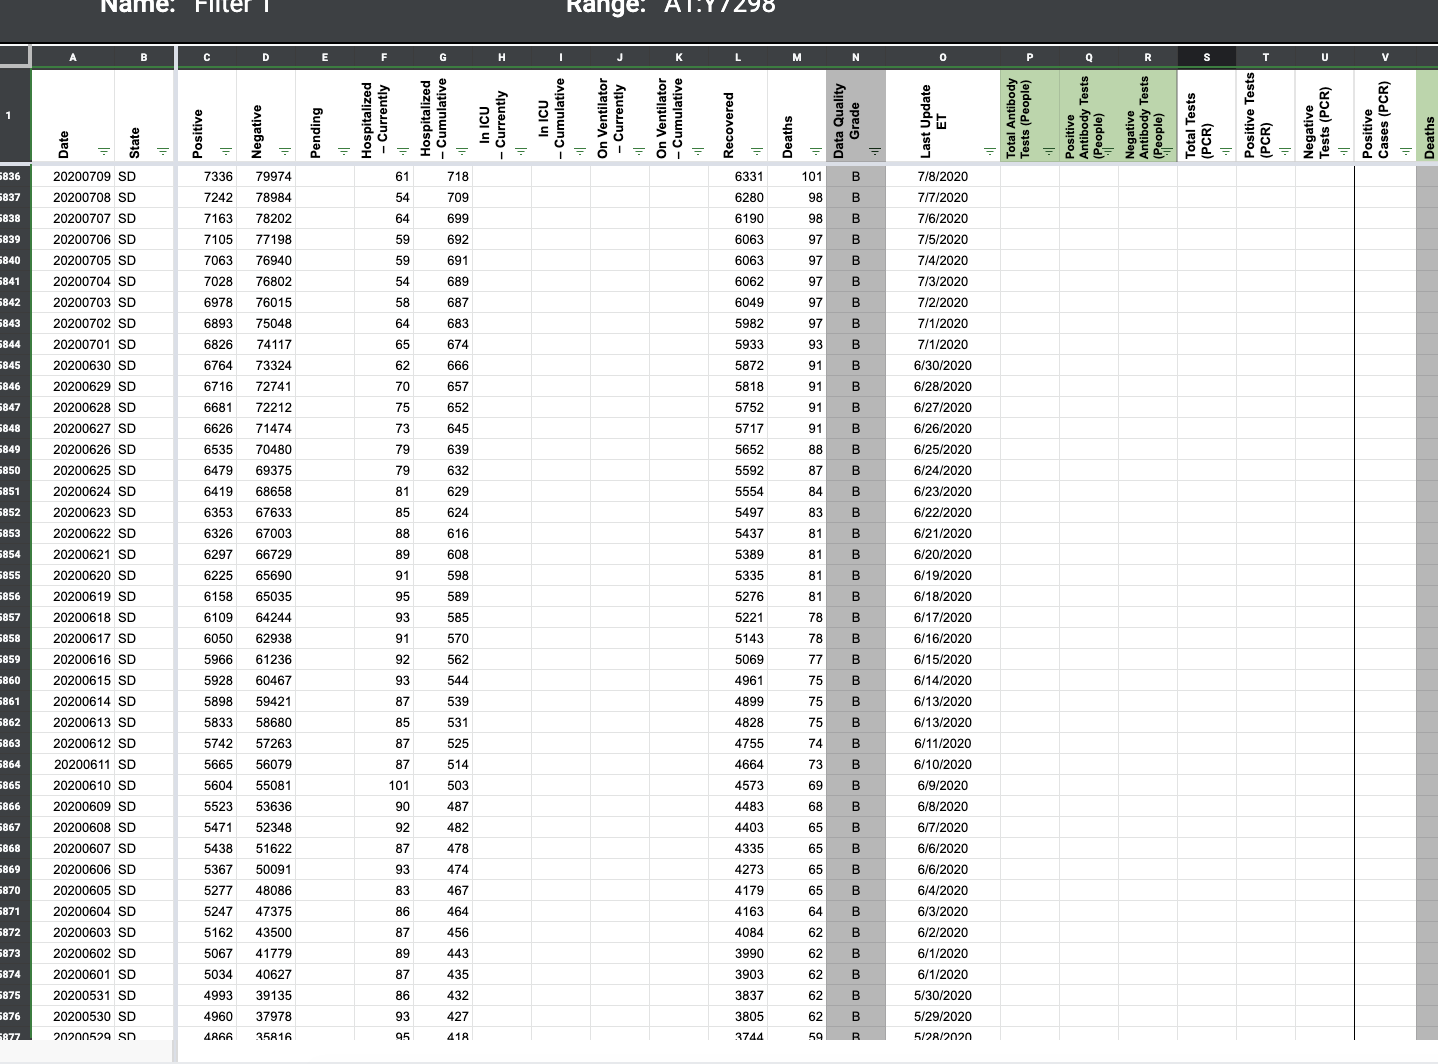 Name: Filter 1 Range: A1:Y7298
A B C D E F G H I J K L M N O P Q R S T U V
1 Date State Positive Negative Pending Hospitalized – Currently Hospitalized – Cumulative In ICU – Currently In ICU – Cumulative On Ventilator – Currently On Ventilator – Cumulative Recovered Deaths Data Quality Grade Last Update ET Total Antibody Tests (People) Positive Antibody Tests (People) Negative Antibody Tests (People) Total Tests (PCR) Positive Tests (PCR) Negative Tests (PCR) Positive Cases (PCR) Deaths
5836 20200709 SD 7336 79974 61 718 6331 101 B 7/8/2020
5837 20200708 SD 7242 78984 54 709 6280 98 B 7/7/2020
5838 20200707 SD 7163 78202 64 699 6190 98 B 7/6/2020
5839 20200706 SD 7105 77198 59 692 6063 97 B 7/5/2020
5840 20200705 SD 7063 76940 59 691 6063 97 B 7/4/2020
5841 20200704 SD 7028 76802 54 689 6062 97 B 7/3/2020
5842 20200703 SD 6978 76015 58 687 6049 97 B 7/2/2020
5843 20200702 SD 6893 75048 64 683 5982 97 B 7/1/2020
5844 20200701 SD 6826 74117 65 674 5933 93 B 7/1/2020
5845 20200630 SD 6764 73324 62 666 5872 91 B 6/30/2020
5846 20200629 SD 6716 72741 70 657 5818 91 B 6/28/2020
5847 20200628 SD 6681 72212 75 652 5752 91 B 6/27/2020
5848 20200627 SD 6626 71474 73 645 5717 91 B 6/26/2020
5849 20200626 SD 6535 70480 79 639 5652 88 B 6/25/2020
5850 20200625 SD 6479 69375 79 632 5592 87 B 6/24/2020
5851 20200624 SD 6419 68658 81 629 5554 84 B 6/23/2020
5852 20200623 SD 6353 67633 85 624 5497 83 B 6/22/2020
5853 20200622 SD 6326 67003 88 616 5437 81 B 6/21/2020
5854 20200621 SD 6297 66729 89 608 5389 81 B 6/20/2020
5855 20200620 SD 6225 65690 91 598 5335 81 B 6/19/2020
5856 20200619 SD 6158 65035 95 589 5276 81 B 6/18/2020
5857 20200618 SD 6109 64244 93 585 5221 78 B 6/17/2020
5858 20200617 SD 6050 62938 91 570 5143 78 B 6/16/2020
5859 20200616 SD 5966 61236 92 562 5069 77 B 6/15/2020
5860 20200615 SD 5928 60467 93 544 4961 75 B 6/14/2020
5861 20200614 SD 5898 59421 87 539 4899 75 B 6/13/2020
5862 20200613 SD 5833 58680 85 531 4828 75 B 6/13/2020
5863 20200612 SD 5742 57263 87 525 4755 74 B 6/11/2020
5864 20200611 SD 5665 56079 87 514 4664 73 B 6/10/2020
5865 20200610 SD 5604 55081 101 503 4573 69 B 6/9/2020
5866 20200609 SD 5523 53636 90 487 4483 68 B 6/8/2020
5867 20200608 SD 5471 52348 92 482 4403 65 B 6/7/2020
5868 20200607 SD 5438 51622 87 478 4335 65 B 6/6/2020
5869 20200606 SD 5367 50091 93 474 4273 65 B 6/6/2020
5870 20200605 SD 5277 48086 83 467 4179 65 B 6/4/2020
5871 20200604 SD 5247 47375 86 464 4163 64 B 6/3/2020
5872 20200603 SD 5162 43500 87 456 4084 62 B 6/2/2020
5873 20200602 SD 5067 41779 89 443 3990 62 B 6/1/2020
5874 20200601 SD 5034 40627 87 435 3903 62 B 6/1/2020
5875 20200531 SD 4993 39135 86 432 3837 62 B 5/30/2020
5876 20200530 SD 4960 37978 93 427 3805 62 B 5/29/2020
5877 20200529 SD 4866 35816 95 418 3744 59 B 5/28/2020